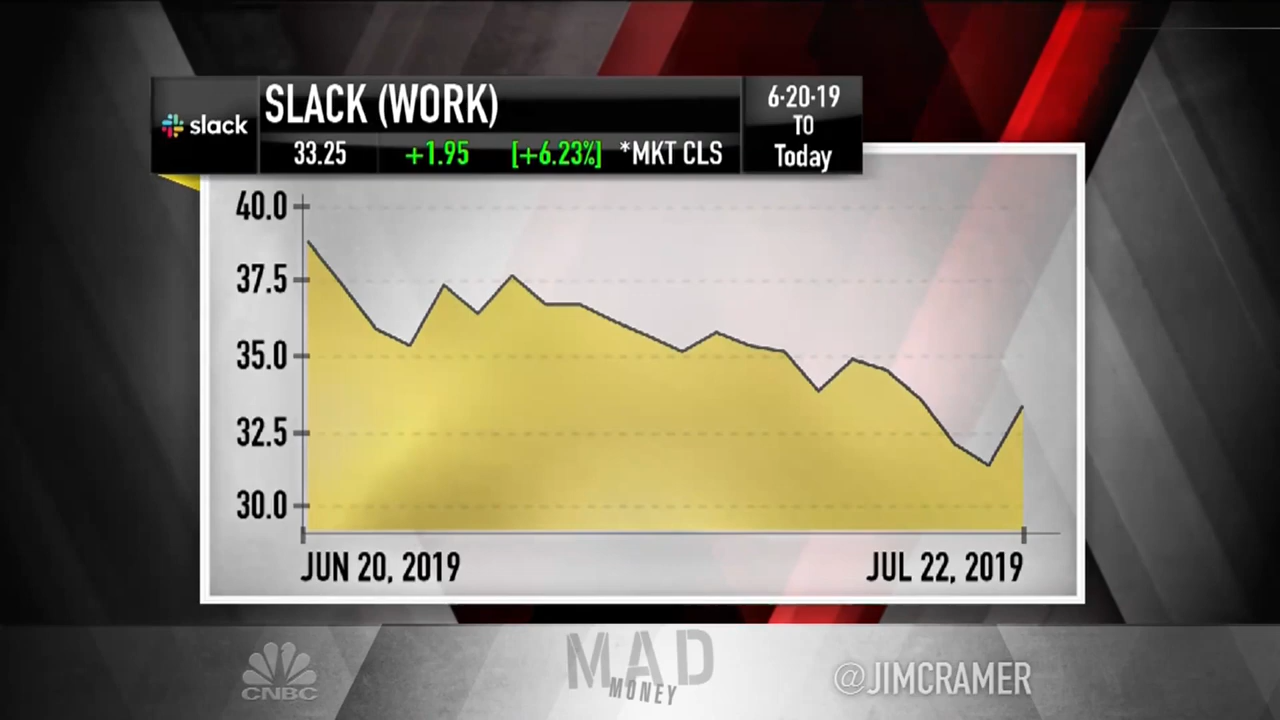 slack
SLACK (WORK)
33.25 +1.95 [+6.23%] *MKT CLS
6-20-19
TO
Today
40.0
37.5
35.0
32.5
30.0
JUN 20, 2019 JUL 22, 2019
CNBC
MAD
MONEY
@JIMCRAMER